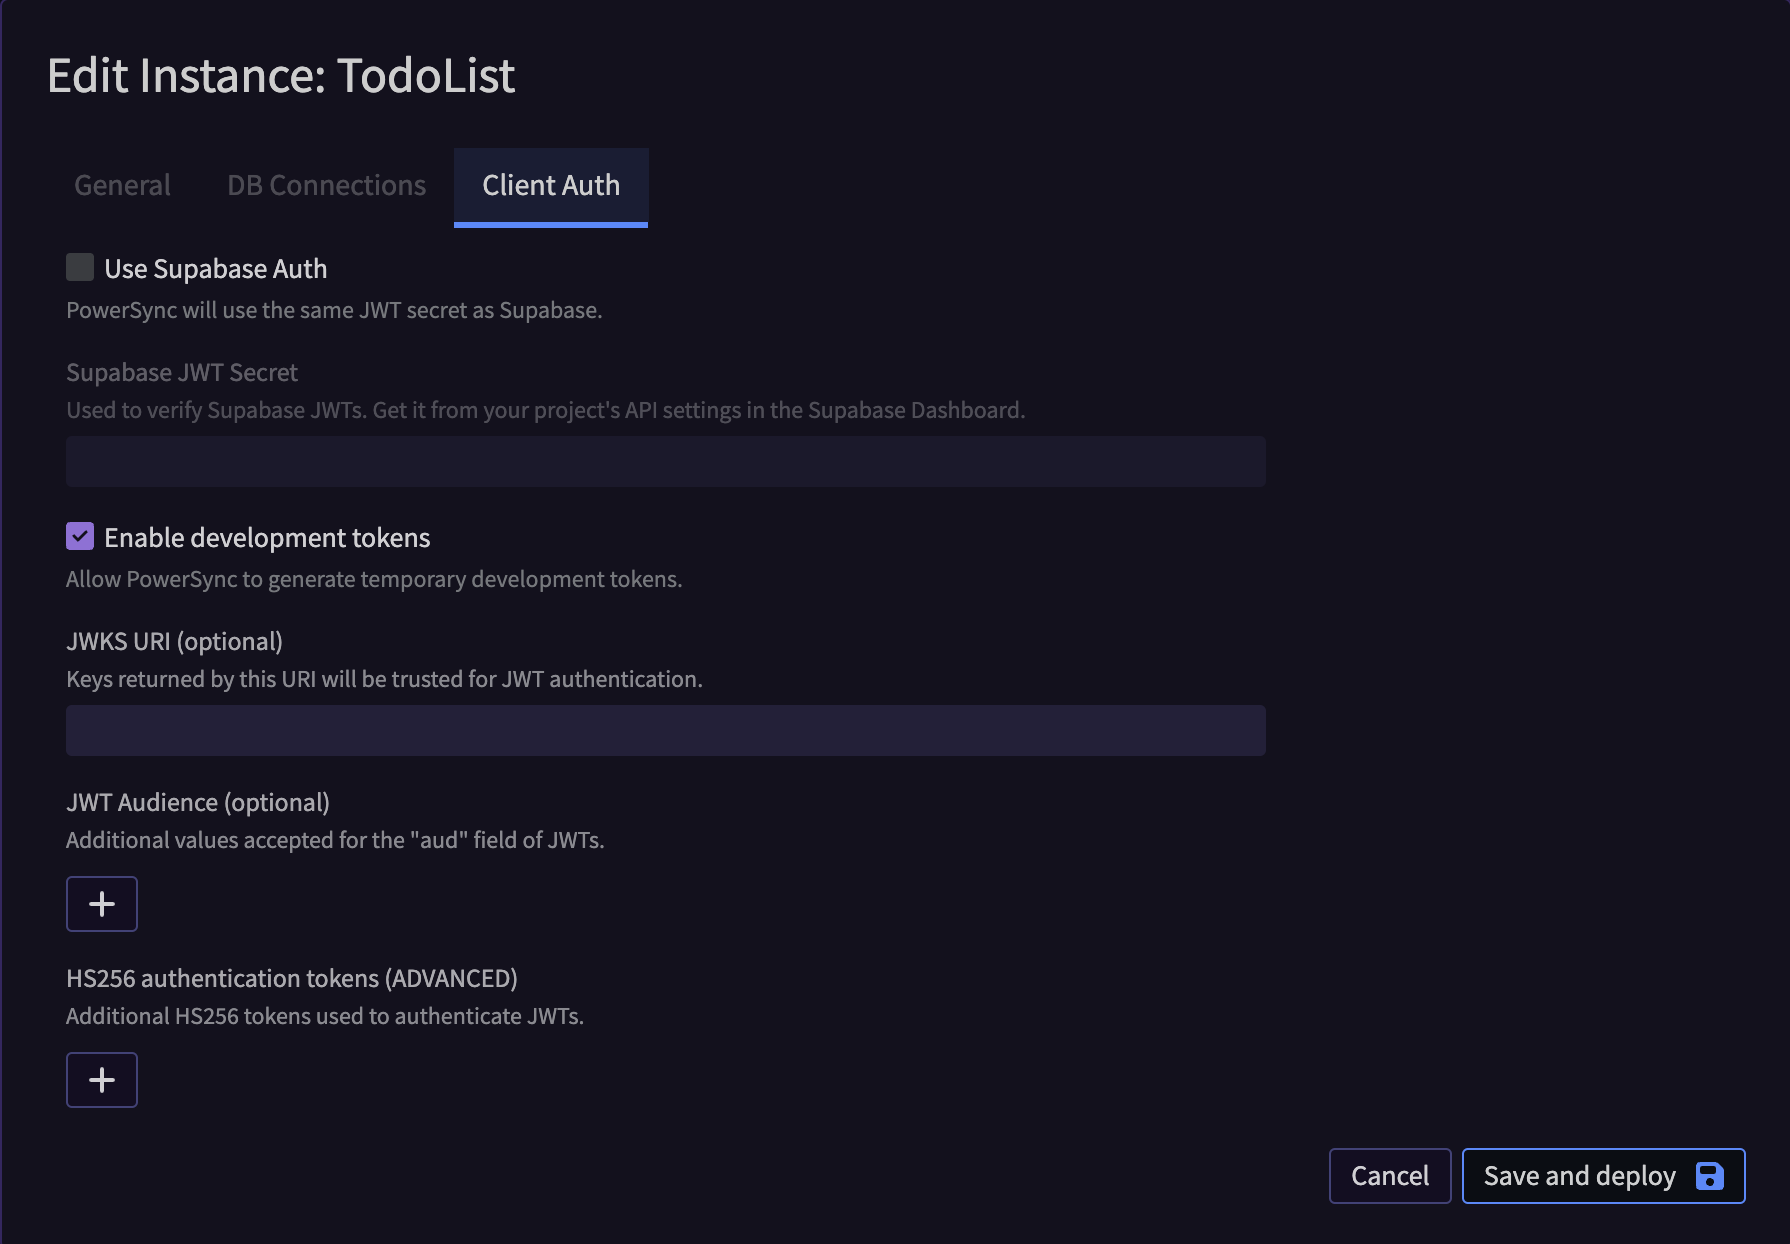 Edit Instance: TodoList
General DB Connections Client Auth
Use Supabase Auth
PowerSync will use the same JWT secret as Supabase.
Supabase JWT Secret
Used to verify Supabase JWTs. Get it from your project's API settings in the Supabase Dashboard.
Enable development tokens
Allow PowerSync to generate temporary development tokens.
JWKS URI (optional)
Keys returned by this URI will be trusted for JWT authentication.
JWT Audience (optional)
Additional values accepted for the "aud" field of JWTs.
HS256 authentication tokens (ADVANCED)
Additional HS256 tokens used to authenticate JWTs.
Cancel Save and deploy